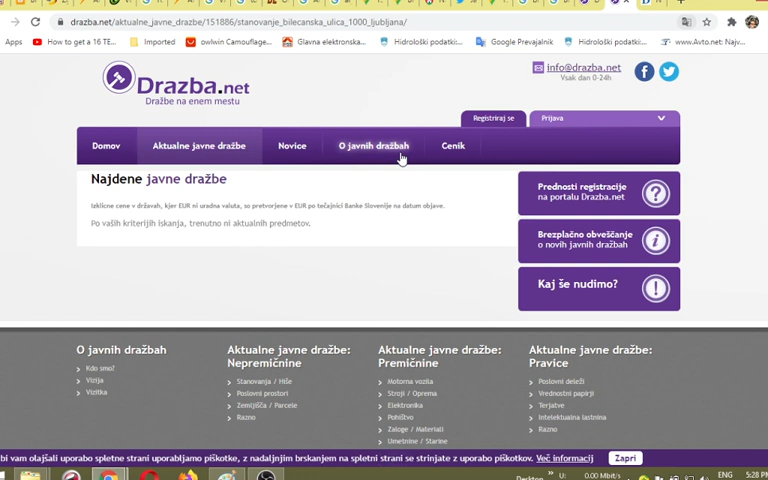 drazba.net/aktualne_javne_drazbe/151886/stanovanje_bilecanska_ulica_1000_ljubljana/
Apps
How to get a 16 TE...
Imported
owlwin Camouflage...
Glavna elektronska...
Hidrološki podatki:...
Google Prevajalnik
Hidrološki podatki:...
www.Avto.net: Najv...
Drazba.net
Dražbe na enem mestu
info@drazba.net
Vsak dan 0-24h
Registriraj se
Prijava
Domov
Aktualne javne dražbe
Novice
O javnih dražbah
Cenik
Najdene javne dražbe
Izklicne cene v državah, kjer EUR ni uradna valuta, so pretvorjene v EUR po tečajnici Banke Slovenije na datum objave.
Po vaših kriterijih iskanja, trenutno ni aktualnih predmetov.
Prednosti registracije
na portalu Drazba.net
Brezplačno obveščanje
o novih javnih dražbah
Kaj še nudimo?
O javnih dražbah
Kdo smo?
Vizija
Vizitka
Aktualne javne dražbe:
Nepremičnine
Stanovanja / Hiše
Poslovni prostori
Zemljišča / Parcele
Razno
Aktualne javne dražbe:
Premičnine
Motorna vozila
Stroji / Oprema
Elektronika
Pohištvo
Zaloge / Materiali
Umetnine / Starine
Aktualne javne dražbe:
Pravice
Poslovni deleži
Vrednostni papirji
Terjatve
Intelektualna lastnina
Razno
bi vam olajšali uporabo spletne strani uporabljamo piškotke, z nadaljnjim brskanjem na spletni strani se strinjate z uporabo piškotkov. Več informacij
Zapri
Desktop
U:
0.00 Mbit/s
ENG
5:28 PM